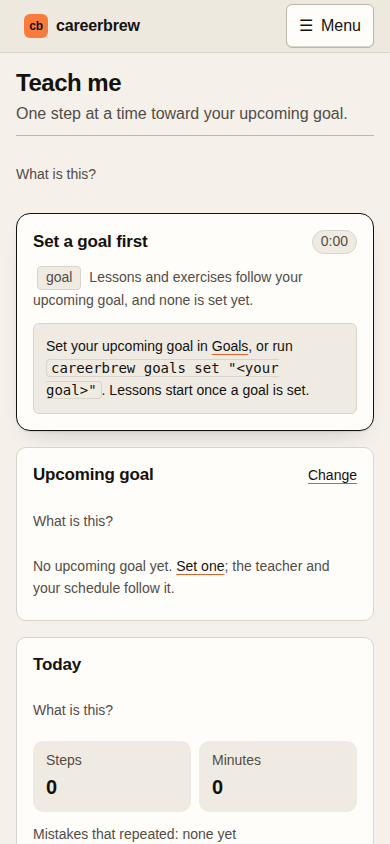 cb careerbrew
☰ Menu
Teach me
One step at a time toward your upcoming goal.
What is this?
Set a goal first
0:00
goal Lessons and exercises follow your
upcoming goal, and none is set yet.
Set your upcoming goal in Goals, or run
careerbrew goals set "<your
goal>". Lessons start once a goal is set.
Upcoming goal
Change
What is this?
No upcoming goal yet. Set one; the teacher and
your schedule follow it.
Today
What is this?
Steps
Minutes
0
0
Mistakes that repeated: none yet